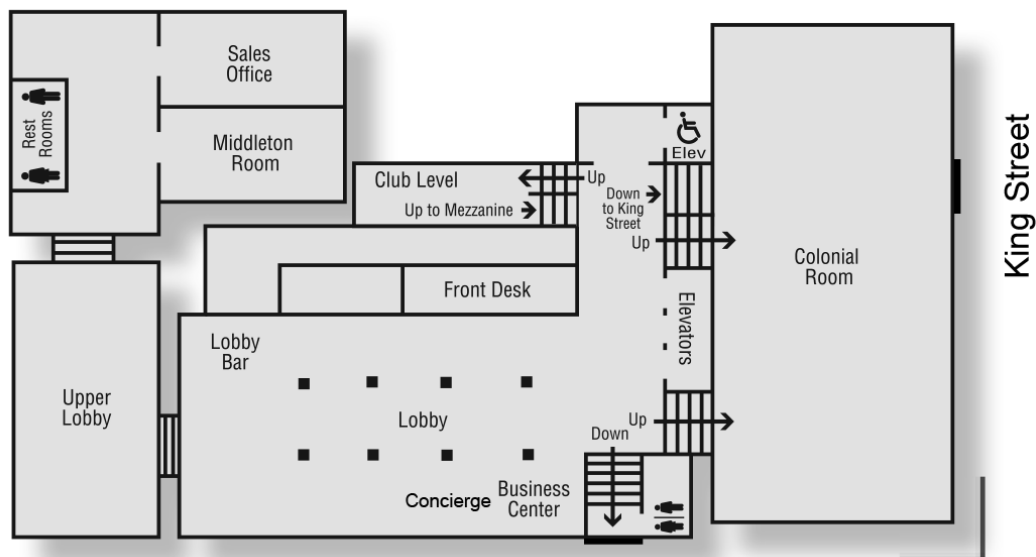 Sales
Office
Rest
Rooms
Middleton
Room
Elev
Club Level
Up
Up to Mezzanine
Down
to King
Street
Up
King Street
Colonial
Room
Front Desk
Elevators
Lobby
Bar
Upper
Lobby
Lobby
Up
Down
Concierge
Business
Center